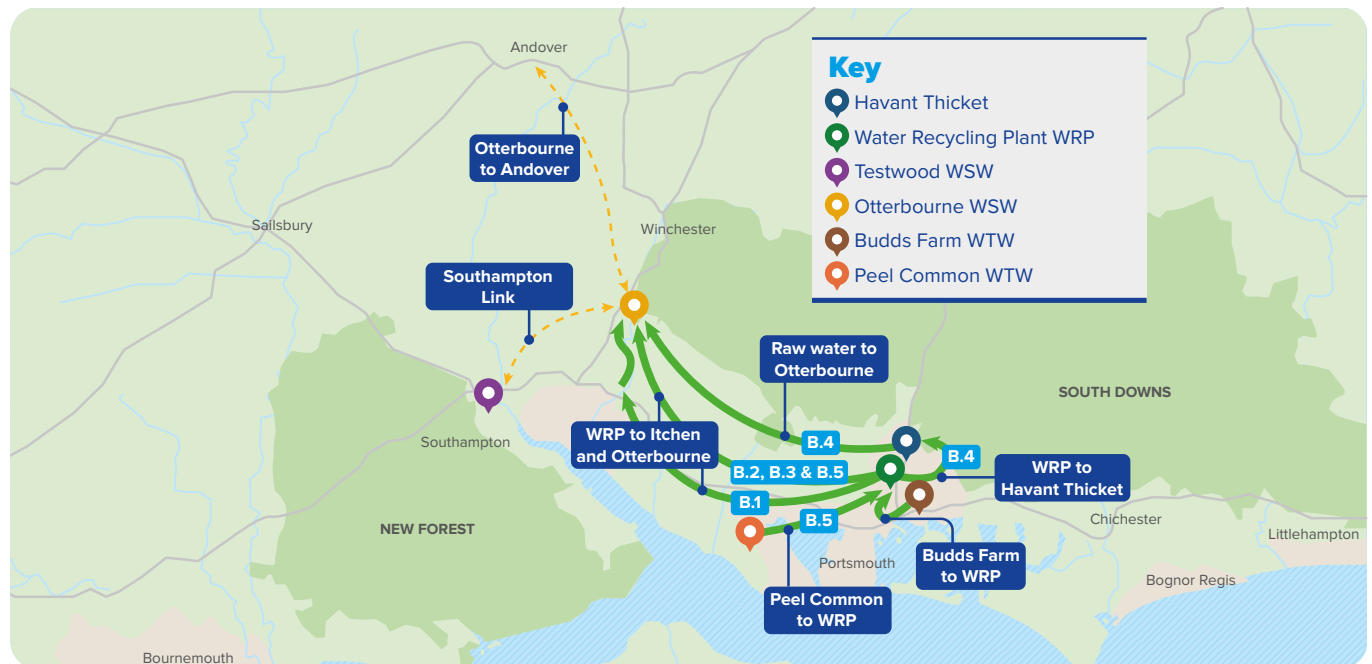 Andover
Key
Havant Thicket
Water Recycling Plant WRP
Testwood WSW
Otterbourne WSW
Budds Farm WTW
Peel Common WTW
Otterbourne
to Andover
Sailsbury
Winchester
Southampton
Link
Raw water to
Otterbourne
SOUTH DOWNS
Southampton
WRP to Itchen
and Otterbourne
B.4
B.4
B.2, B.3 & B.5
WRP to
Havant Thicket
B.1
B.5
NEW FOREST
Chichester
Littlehampton
Portsmouth
Budds Farm
to WRP
Bognor Regis
Peel Common
to WRP
Bournemouth